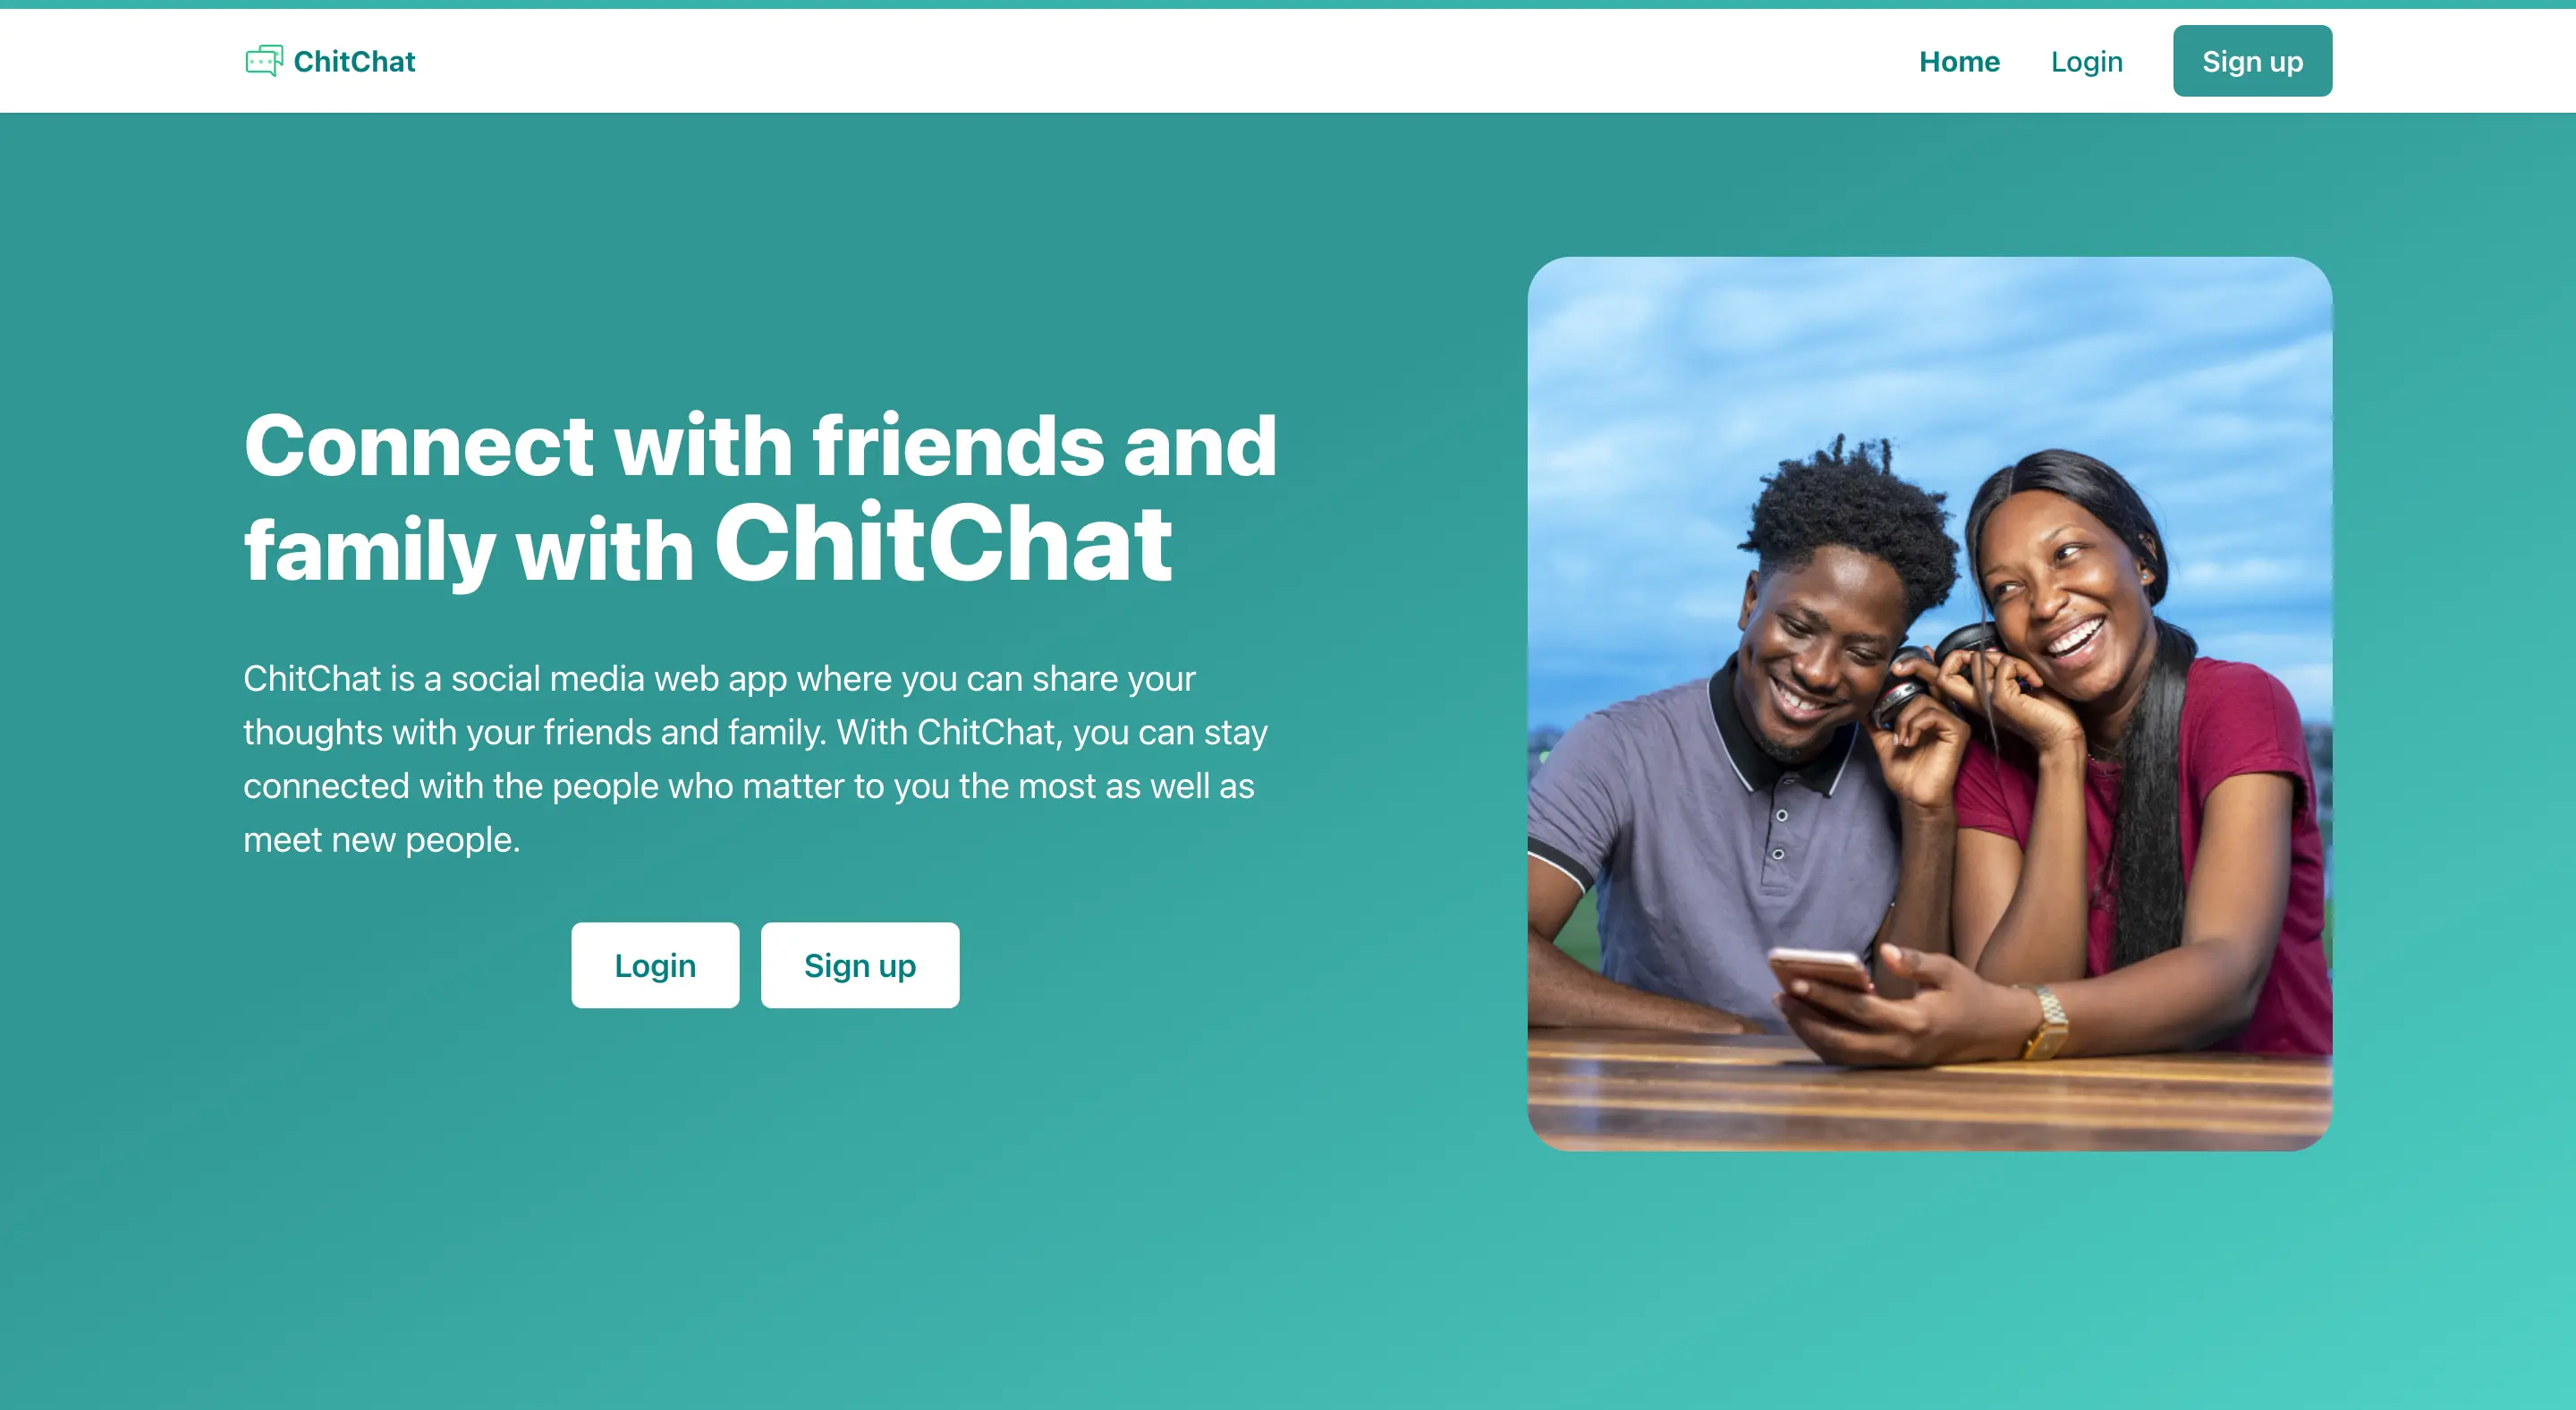 ChitChat
Home
Login
Sign up
Connect with friends and
family with ChitChat
ChitChat is a social media web app where you can share your
thoughts with your friends and family. With ChitChat, you can stay
connected with the people who matter to you the most as well as
meet new people.
Login
Sign up